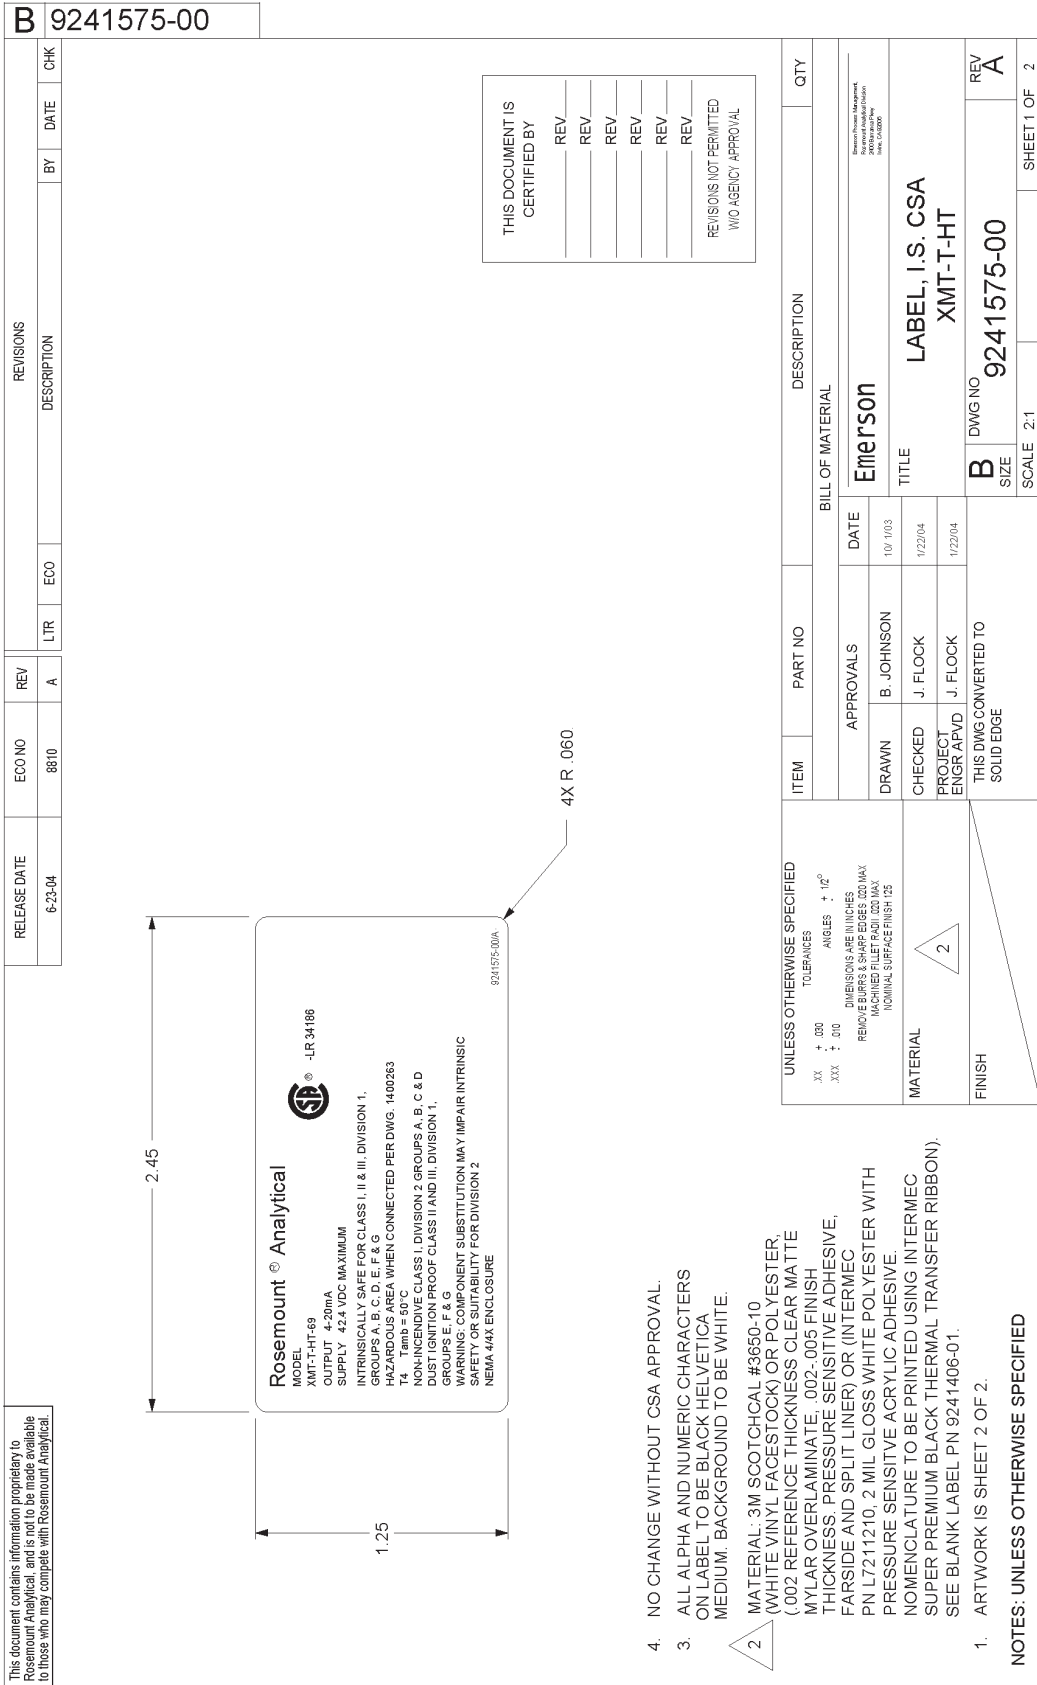 B 9241575-00
This document contains information proprietary to
Rosemount Analytical, and is not to be made available
to those who may compete with Rosemount Analytical.
RELEASE DATE ECO NO REV
6-23-04 8810 A
REVISIONS
LTR ECO DESCRIPTION BY DATE CHK
2.45
1.25
4X R .060
Rosemount ® Analytical
MODEL
XMT-T-HT-69
OUTPUT 4-20mA
SUPPLY 42.4 VDC MAXIMUM
® -LR 34186
INTRINSICALLY SAFE FOR CLASS I, II & III, DIVISION 1,
GROUPS A, B, C, D, E, F & G
HAZARDOUS AREA WHEN CONNECTED PER DWG. 1400263
T4 Tamb = 50°C
NON-INCENDIVE CLASS I, DIVISION 2 GROUPS A, B, C & D
DUST IGNITION PROOF CLASS II AND III, DIVISION 1,
GROUPS E, F & G
WARNING: COMPONENT SUBSTITUTION MAY IMPAIR INTRINSIC
SAFETY OR SUITABILITY FOR DIVISION 2
NEMA 4/4X ENCLOSURE
9241575-00/A
THIS DOCUMENT IS
CERTIFIED BY
REV
REV
REV
REV
REV
REV
REVISIONS NOT PERMITTED
W/O AGENCY APPROVAL
4. NO CHANGE WITHOUT CSA APPROVAL.
3. ALL ALPHA AND NUMERIC CHARACTERS
ON LABEL TO BE BLACK HELVETICA
MEDIUM. BACKGROUND TO BE WHITE.
2 MATERIAL: 3M SCOTCHCAL #3650-10
(WHITE VINYL FACESTOCK) OR POLYESTER,
(.002 REFERENCE THICKNESS CLEAR MATTE
MYLAR OVERLAMINATE, .002-.005 FINISH
THICKNESS. PRESSURE SENSITIVE ADHESIVE,
FARSIDE AND SPLIT LINER) OR (INTERMEC
PN L7211210, 2 MIL GLOSS WHITE POLYESTER WITH
PRESSURE SENSITVE ACRYLIC ADHESIVE.
NOMENCLATURE TO BE PRINTED USING INTERMEC
SUPER PREMIUM BLACK THERMAL TRANSFER RIBBON).
SEE BLANK LABEL PN 9241406-01.
1. ARTWORK IS SHEET 2 OF 2.
NOTES: UNLESS OTHERWISE SPECIFIED
UNLESS OTHERWISE SPECIFIED
TOLERANCES
.XX + .030 ANGLES + 1/2°
.XXX + .010
DIMENSIONS ARE IN INCHES
REMOVE BURRS & SHARP EDGES .020 MAX
MACHINED FILLET RADII .020 MAX
NOMINAL SURFACE FINISH 125
MATERIAL
2
FINISH
ITEM PART NO DESCRIPTION QTY
BILL OF MATERIAL
APPROVALS DATE
DRAWN B. JOHNSON 10/ 1/03
CHECKED J. FLOCK 1/22/04
PROJECT
ENGR APVD J. FLOCK 1/22/04
THIS DWG CONVERTED TO
SOLID EDGE
Emerson
Emerson Process Management
Rosemount Analytical Division
2400 Barranca Pkwy
Irvine, CA 92606
TITLE
LABEL, I.S. CSA
XMT-T-HT
B
SIZE
DWG NO
9241575-00
REV
A
SCALE 2:1
SHEET 1 OF 2